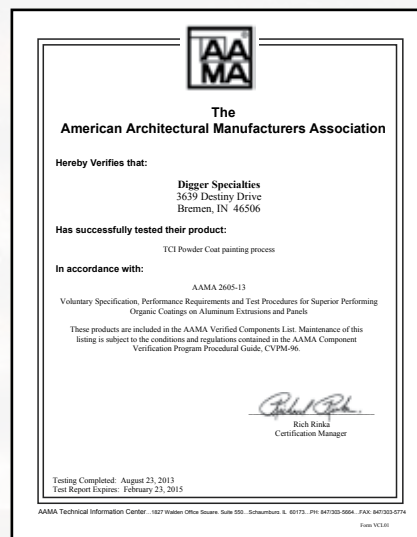 AA
MA
®
The
American Architectural Manufacturers Association
Hereby Verifies that:
Digger Specialties
3639 Destiny Drive
Bremen, IN 46506
Has successfully tested their product:
TCI Powder Coat painting process
In accordance with:
AAMA 2605-13
Voluntary Specification, Performance Requirements and Test Procedures for Superior Performing
Organic Coatings on Aluminum Extrusions and Panels
These products are included in the AAMA Verified Components List. Maintenance of this
listing is subject to the conditions and regulations contained in the AAMA Component
Verification Program Procedural Guide, CVPM-96.
Rich Rinka
Certification Manager
Testing Completed: August 23, 2013
Test Report Expires: February 23, 2015
AAMA Technical Information Center...1827 Walden Office Square, Suite 550...Schaumburg, IL 60173...PH: 847/303-5664...FAX: 847/303-5774
Form VCL01